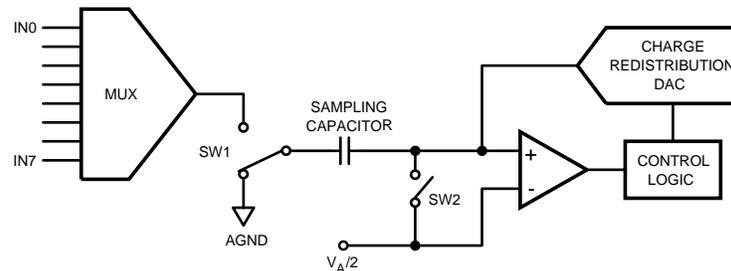 IN0
MUX
IN7
SW1
AGND
SAMPLING
CAPACITOR
SW2
VA/2
+
-
CHARGE
REDISTRIBUTION
DAC
CONTROL
LOGIC